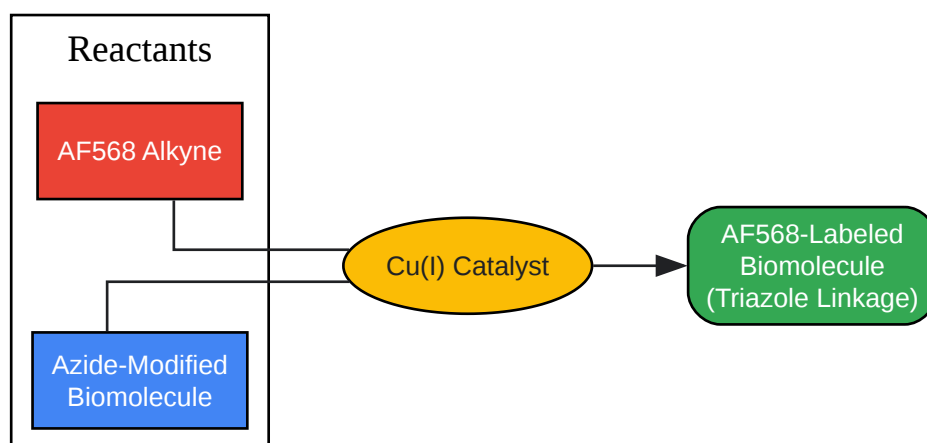 Reactants
AF568 Alkyne
Azide-Modified
Biomolecule
Cu(I) Catalyst
AF568-Labeled
Biomolecule
(Triazole Linkage)